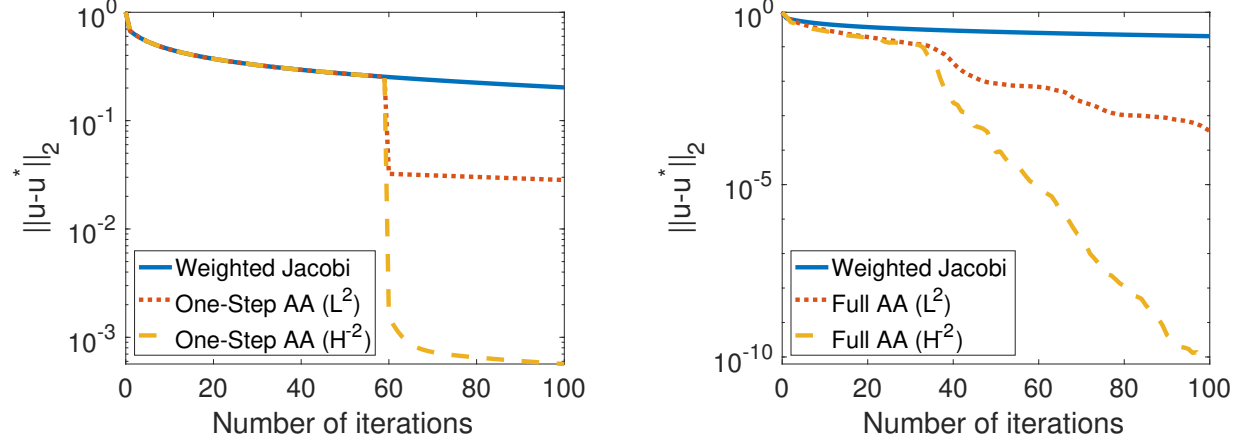 10^0
10^-1
10^-2
10^-3
0 20 40 60 80 100
||u-u^*||_2
Number of iterations
Weighted Jacobi
One-Step AA (L^2)
One-Step AA (H^-2)
10^0
10^-5
10^-10
0 20 40 60 80 100
||u-u^*||_2
Number of iterations
Weighted Jacobi
Full AA (L^2)
Full AA (H^-2)